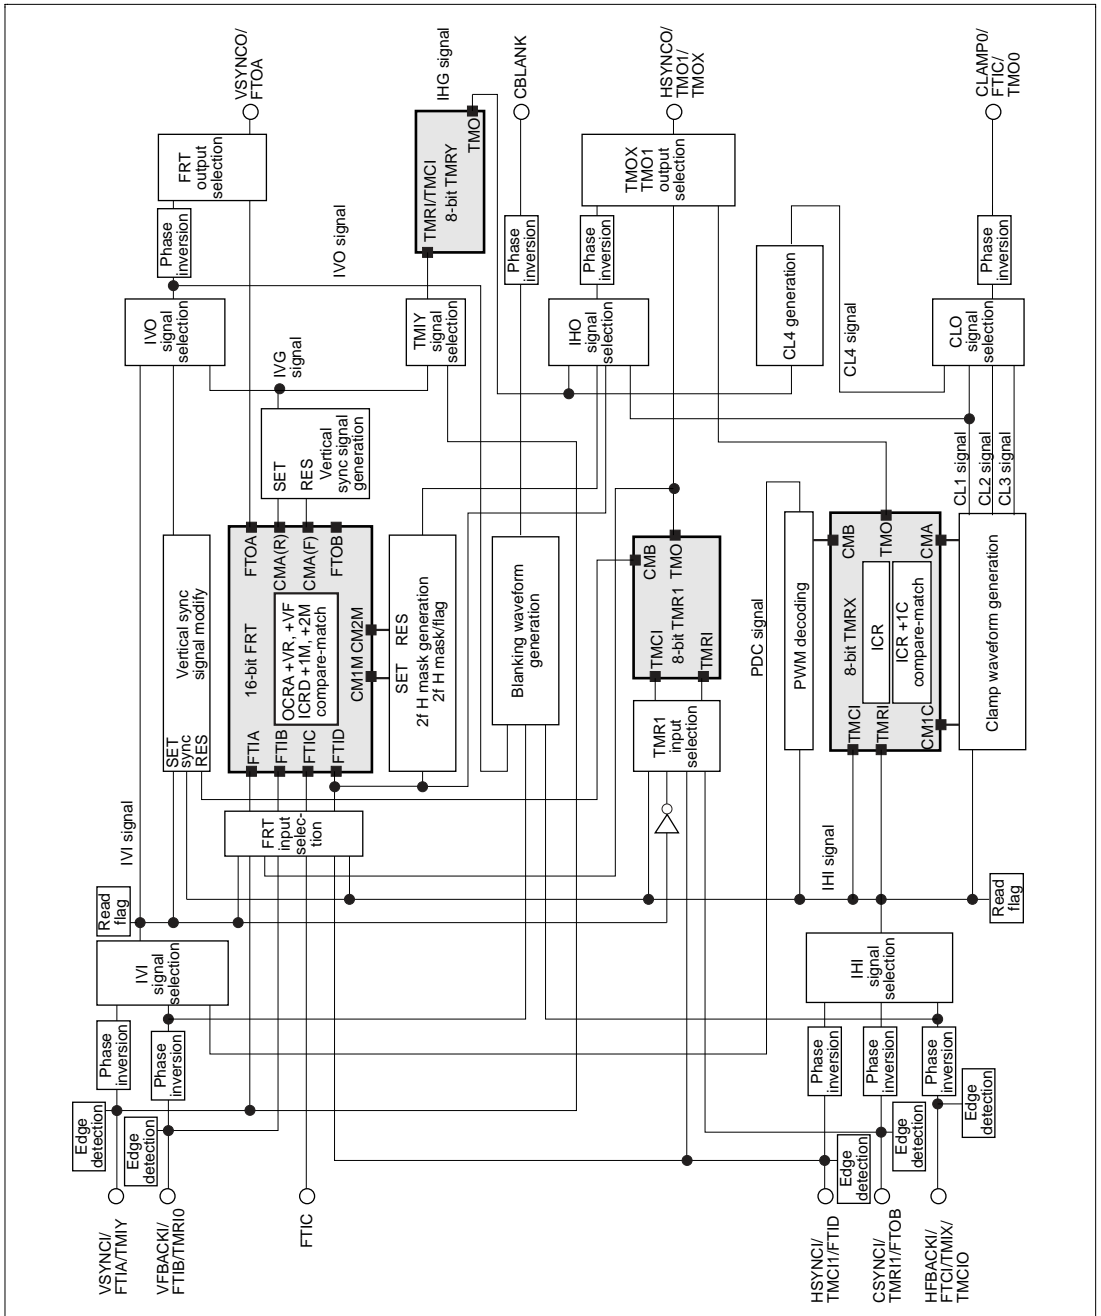 VSYNCO/
FTOA
IHG signal
CBLANK
HSYNCO/
TMO1/
TMOX
CLAMP0/
FTIC/
TMO0
FRT
output
selection
TMO
TMRI/TMCI
8-bit TMRY
TMOX
TMO1
output
selection
Phase
inversion
IVO signal
Phase
inversion
Phase
inversion
Phase
inversion
IVO
signal
selection
TMIY
signal
selection
IHO
signal
selection
CL4 generation
CL4 signal
CLO
signal
selection
IVG
signal
SET
RES
Vertical
sync signal
generation
CL1 signal
CL2 signal
CL3 signal
Vertical sync
signal modify
SET
sync
RES
FTOA
CMA(R)
CMA(F)
FTOB
16-bit FRT
OCRA +VR, +VF
ICRD +1M, +2M
compare-match
CM1M CM2M
FTIA
FTIB
FTIC
FTID
SET
RES
2f H mask generation
2f H mask/flag
Blanking waveform
generation
CMB
TMO
8-bit TMR1
TMCI
TMRI
PDC signal
PWM decoding
CMB
TMO
CMA
8-bit TMRX
ICR
ICR +1C
compare-match
TMCI
TMRI
CM1C
Clamp waveform generation
TMR1
input
selection
FRT
input
selec-
tion
IVI signal
IHI signal
Read
flag
Read
flag
IVI
signal
selection
IHI
signal
selection
Phase
inversion
Phase
inversion
Phase
inversion
Phase
inversion
Phase
inversion
Edge
detection
Edge
detection
Edge
detection
Edge
detection
Edge
detection
VSYNCI/
FTIA/TMIY
VFBACKI/
FTIB/TMRI0
FTIC
HSYNCI/
TMCI1/FTID
CSYNCI/
TMRI1/FTOB
HFBACKI/
FTCI/TMIX/
TMCIO